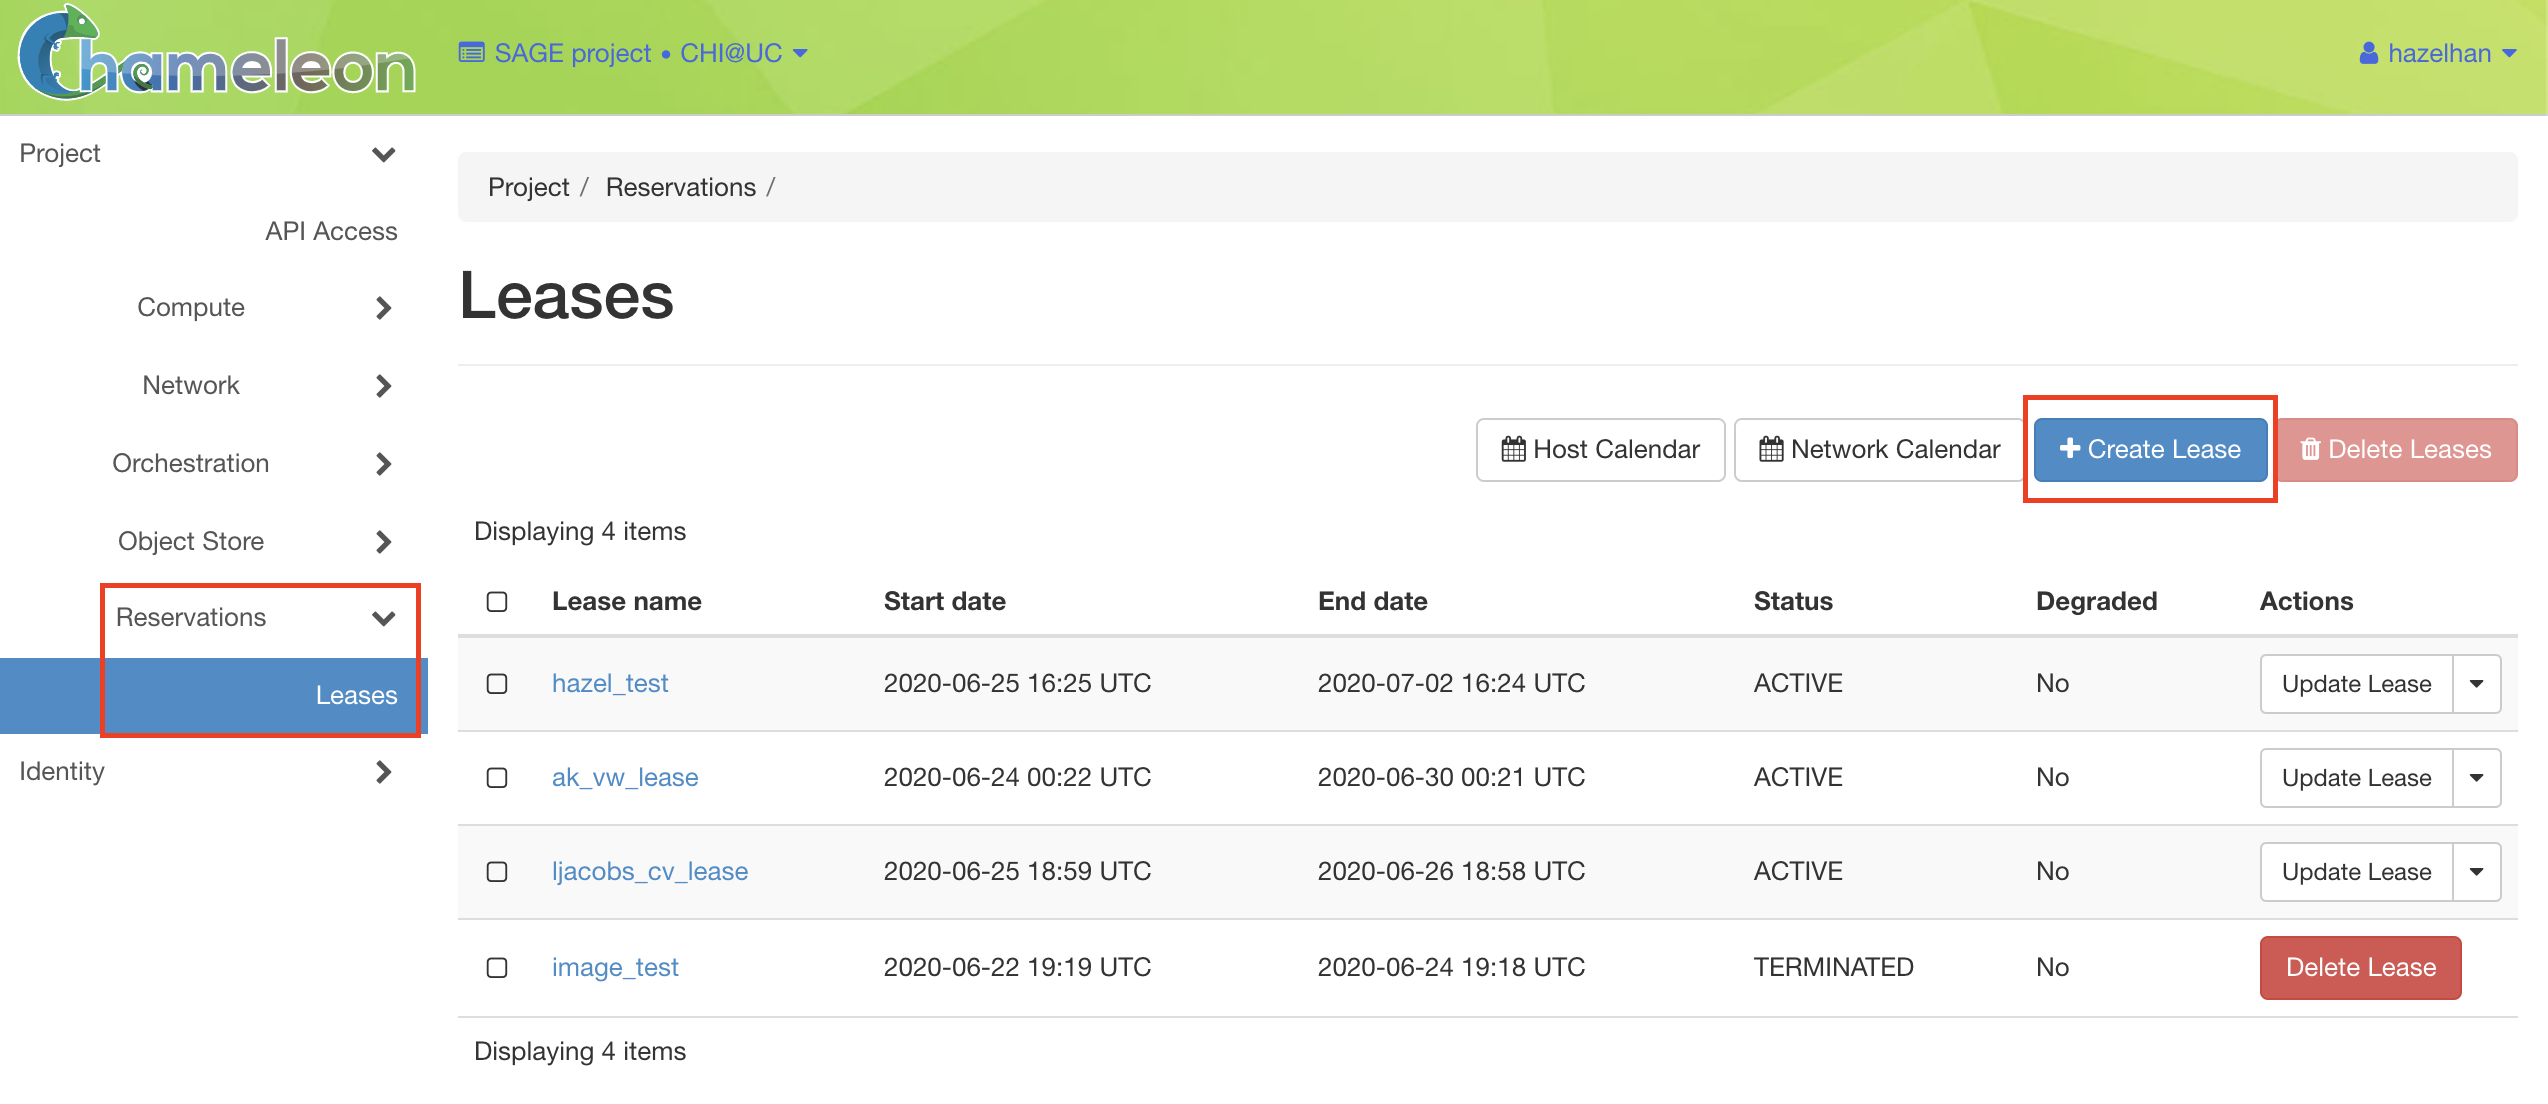 Chameleon
SAGE project • CHI@UC
hazelhan
Project
API Access
Compute
Network
Orchestration
Object Store
Reservations
Leases
Identity
Project / Reservations /
Leases
Host Calendar
Network Calendar
Create Lease
Delete Leases
Displaying 4 items
Lease name Start date End date Status Degraded Actions
hazel_test 2020-06-25 16:25 UTC 2020-07-02 16:24 UTC ACTIVE No Update Lease
ak_vw_lease 2020-06-24 00:22 UTC 2020-06-30 00:21 UTC ACTIVE No Update Lease
ljacobs_cv_lease 2020-06-25 18:59 UTC 2020-06-26 18:58 UTC ACTIVE No Update Lease
image_test 2020-06-22 19:19 UTC 2020-06-24 19:18 UTC TERMINATED No Delete Lease
Displaying 4 items